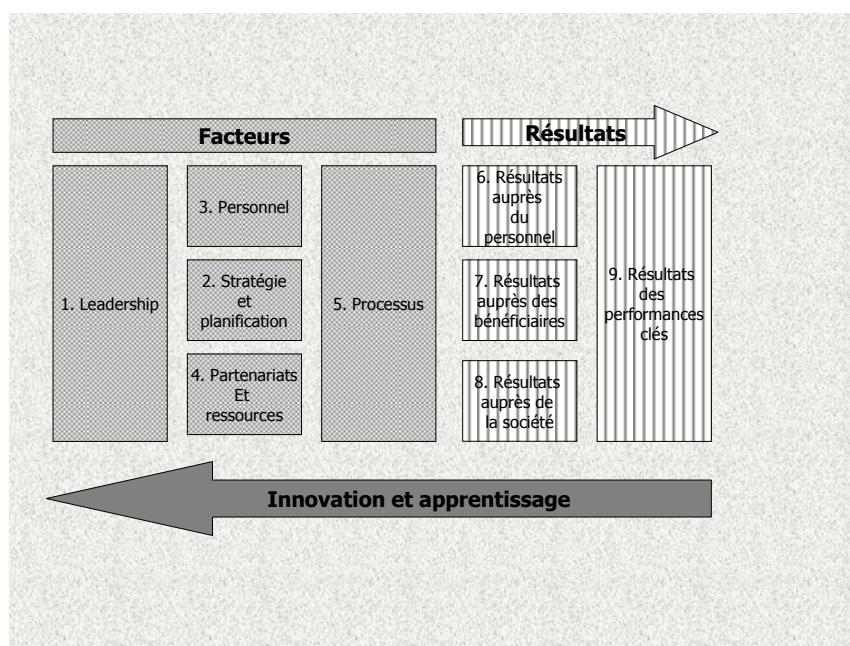 Facteurs
Résultats
1. Leadership
3. Personnel
2. Stratégie
et
planification
4. Partenariats
Et
ressources
5. Processus
6. Résultats
auprès
du
personnel
7. Résultats
auprès des
bénéficiaires
8. Résultats
auprès de
la société
9. Résultats
des
performances
clés
Innovation et apprentissage